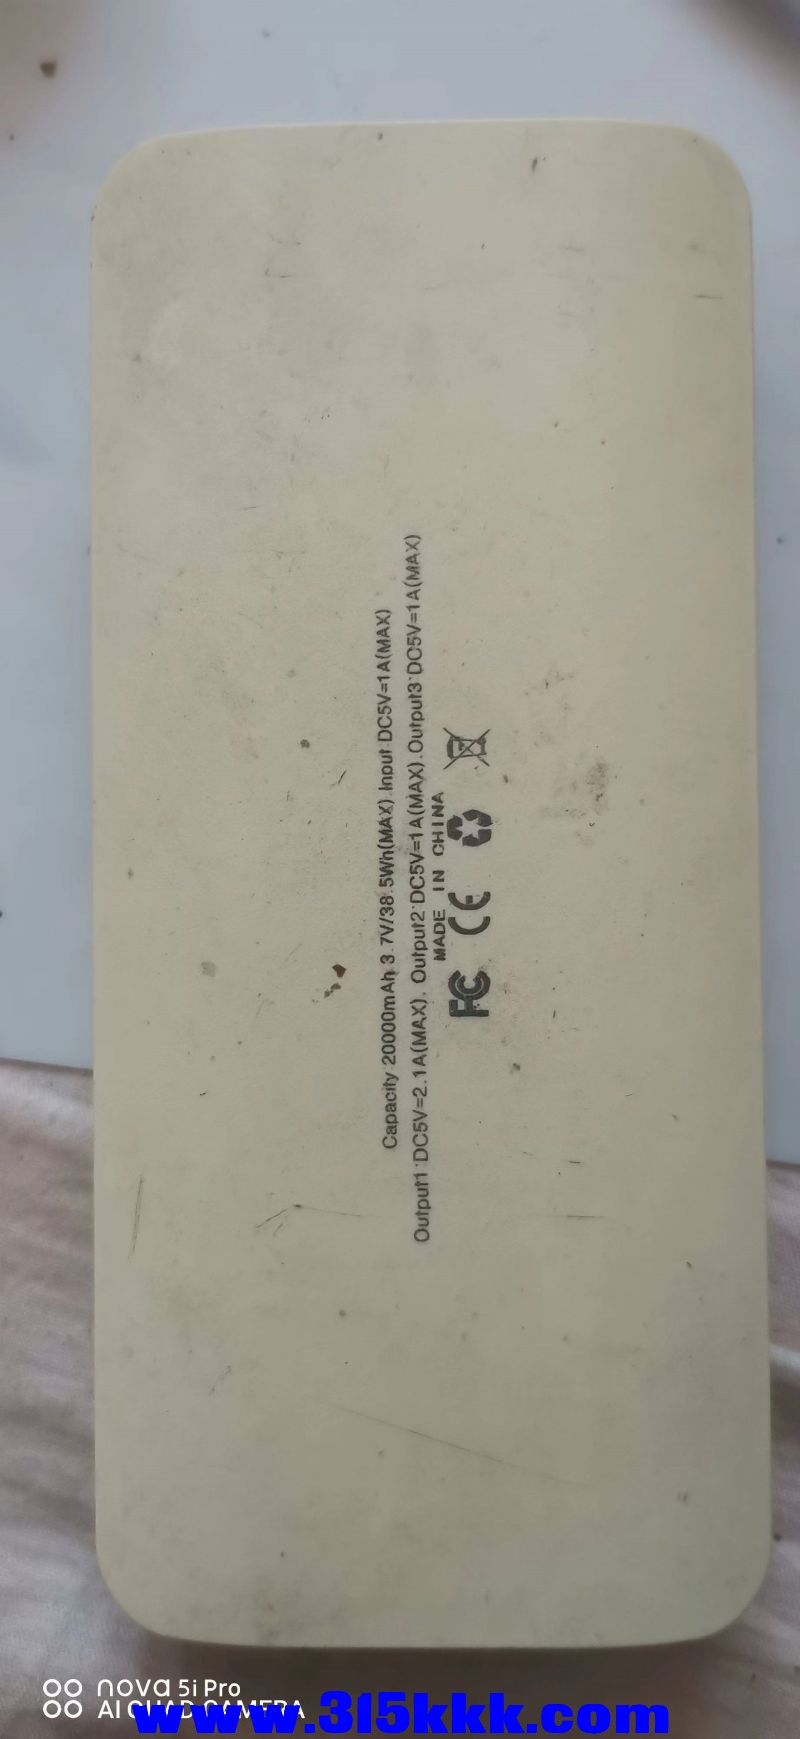 Capacity 20000mAh 3.7V/38.5Wh(MAX).Input DC5V=1A(MAX)
Output1:DC5V=2.1A(MAX). Output2:DC5V=1A(MAX).Output3:DC5V=1A(MAX)
MADE IN CHINA
FC CE
nova 5i Pro
AI QUAD CAMERA
www.315kkk.com